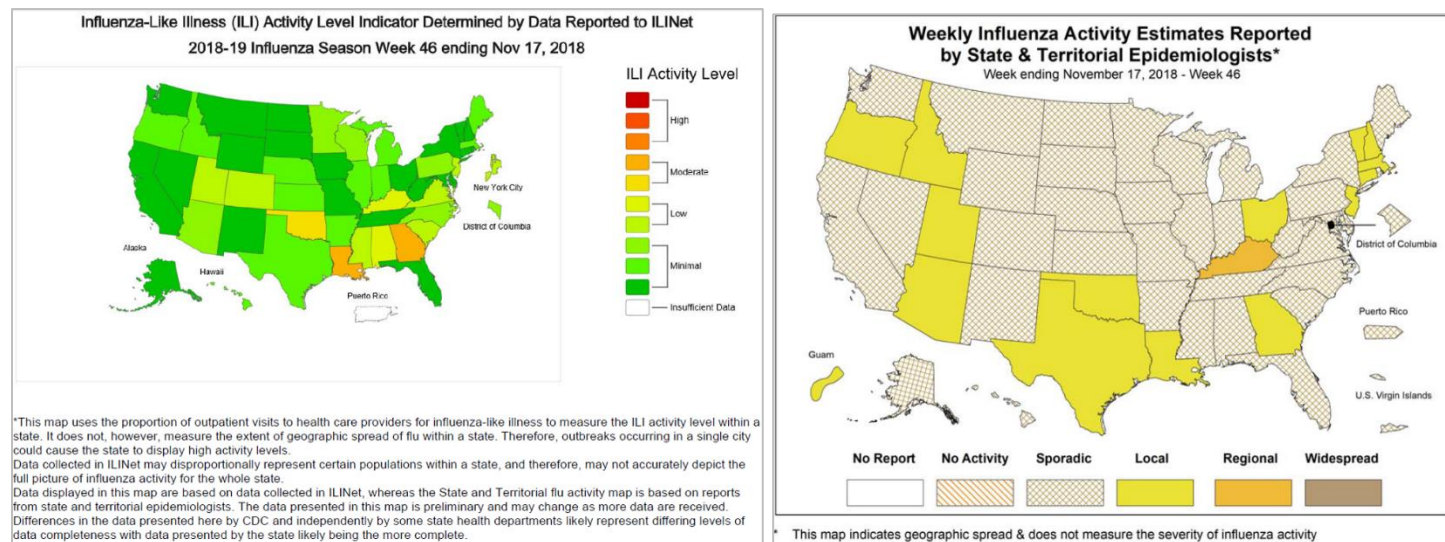 Influenza-Like Illness (ILI) Activity Level Indicator Determined by Data Reported to ILINet
2018-19 Influenza Season Week 46 ending Nov 17, 2018
ILI Activity Level
High
Moderate
Low
Minimal
Insufficient Data
New York City
District of Columbia
Alaska
Hawaii
Puerto Rico
*This map uses the proportion of outpatient visits to health care providers for influenza-like illness to measure the ILI activity level within a
state. It does not, however, measure the extent of geographic spread of flu within a state. Therefore, outbreaks occurring in a single city
could cause the state to display high activity levels.
Data collected in ILINet may disproportionally represent certain populations within a state, and therefore, may not accurately depict the
full picture of influenza activity for the whole state.
Data displayed in this map are based on data collected in ILINet, whereas the State and Territorial flu activity map is based on reports
from state and territorial epidemiologists. The data presented in this map is preliminary and may change as more data are received.
Differences in the data presented here by CDC and independently by some state health departments likely represent differing levels of
data completeness with data presented by the state likely being the more complete.
Weekly Influenza Activity Estimates Reported
by State & Territorial Epidemiologists*
Week ending November 17, 2018 - Week 46
District of Columbia
Puerto Rico
Guam
U.S. Virgin Islands
Alaska
Hawaii
No Report
No Activity
Sporadic
Local
Regional
Widespread
* This map indicates geographic spread & does not measure the severity of influenza activity